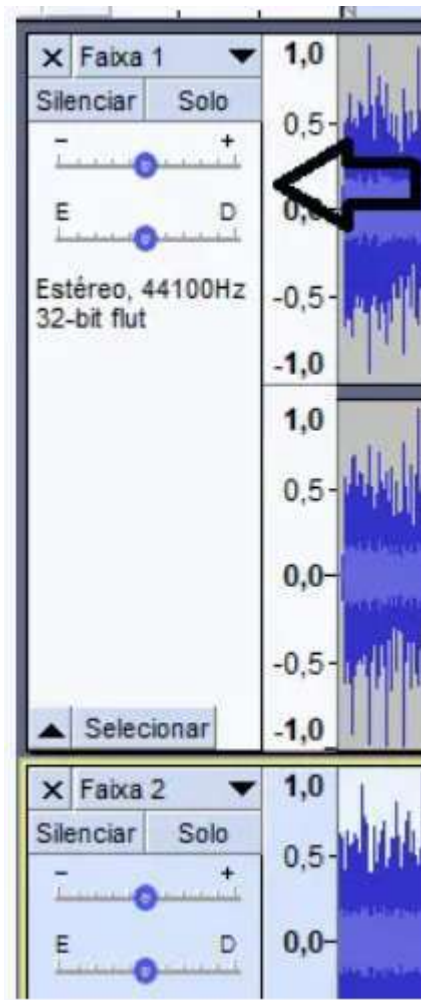 X Faixa 1
Silenciar Solo
- +
E D
Estéreo, 44100Hz
32-bit flut
Selecionar
1,0
0,5
0,0
-0,5
-1,0
1,0
0,5
0,0
-0,5
-1,0
X Faixa 2
Silenciar Solo
- +
E D
1,0
0,5
0,0